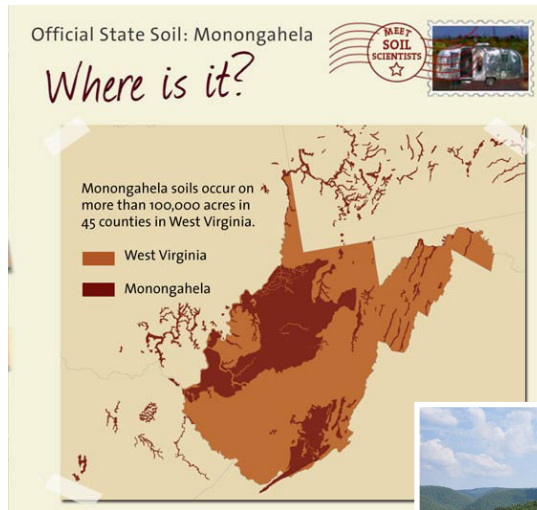 Official State Soil: Monongahela
MEET
SOIL
SCIENTISTS
Where is it?
Monongahela soils occur on
more than 100,000 acres in
45 counties in West Virginia.
West Virginia
Monongahela